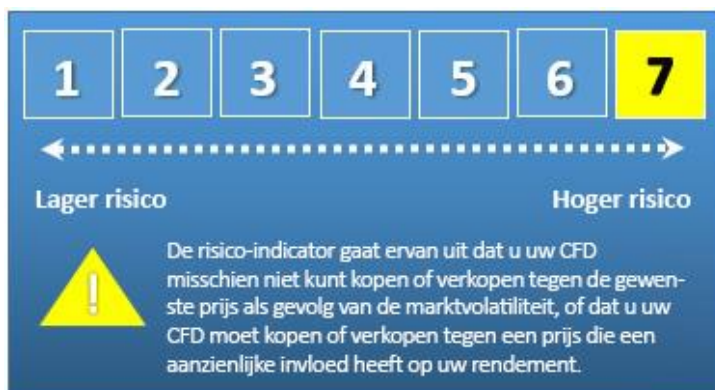 1 2 3 4 5 6 7
Lager risico Hoger risico
!
De risico-indicator gaat ervan uit dat u uw CFD
misschien niet kunt kopen of verkopen tegen de gewen-
ste prijs als gevolg van de marktvolatiliteit, of dat u uw
CFD moet kopen of verkopen tegen een prijs die een
aanzienlijke invloed heeft op uw rendement.